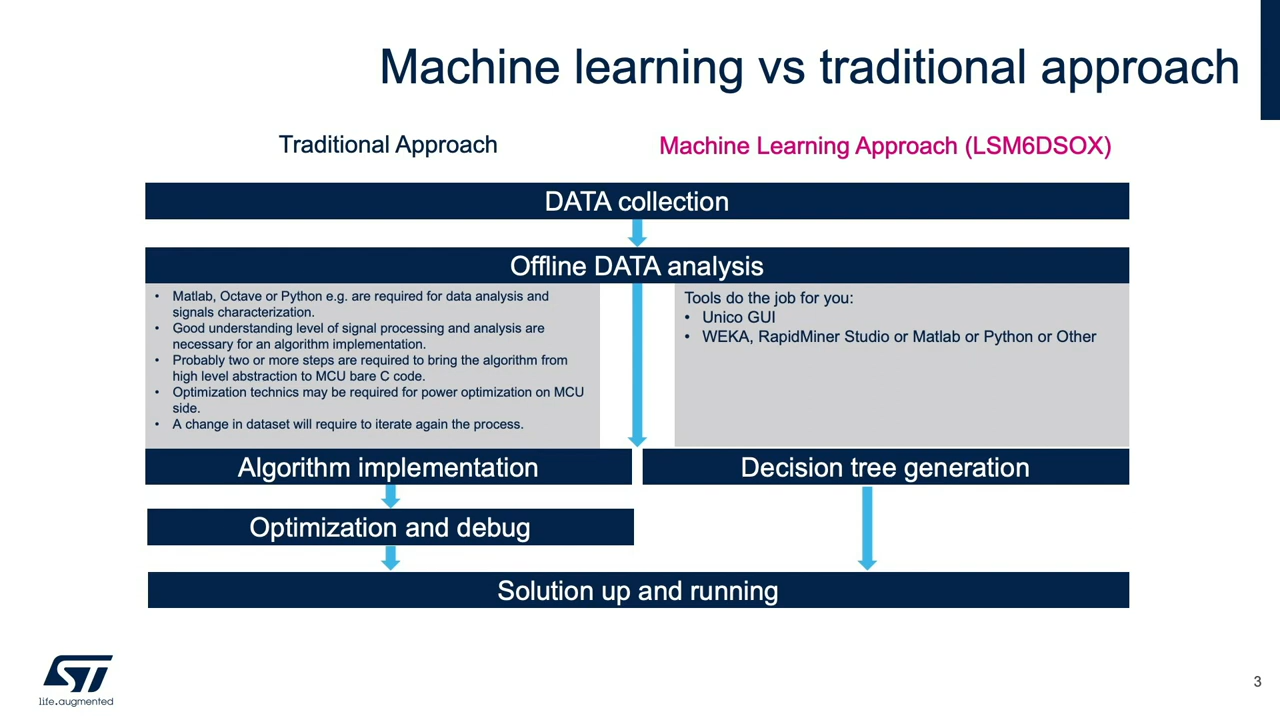 Machine learning vs traditional approach
Traditional Approach
Machine Learning Approach (LSM6DSOX)
DATA collection
Offline DATA analysis
• Matlab, Octave or Python e.g. are required for data analysis and
signals characterization.
• Good understanding level of signal processing and analysis are
necessary for an algorithm implementation.
• Probably two or more steps are required to bring the algorithm from
high level abstraction to MCU bare C code.
• Optimization technics may be required for power optimization on MCU
side.
• A change in dataset will require to iterate again the process.
Tools do the job for you:
• Unico GUI
• WEKA, RapidMiner Studio or Matlab or Python or Other
Algorithm implementation
Decision tree generation
Optimization and debug
Solution up and running
ST
life.augmented
3